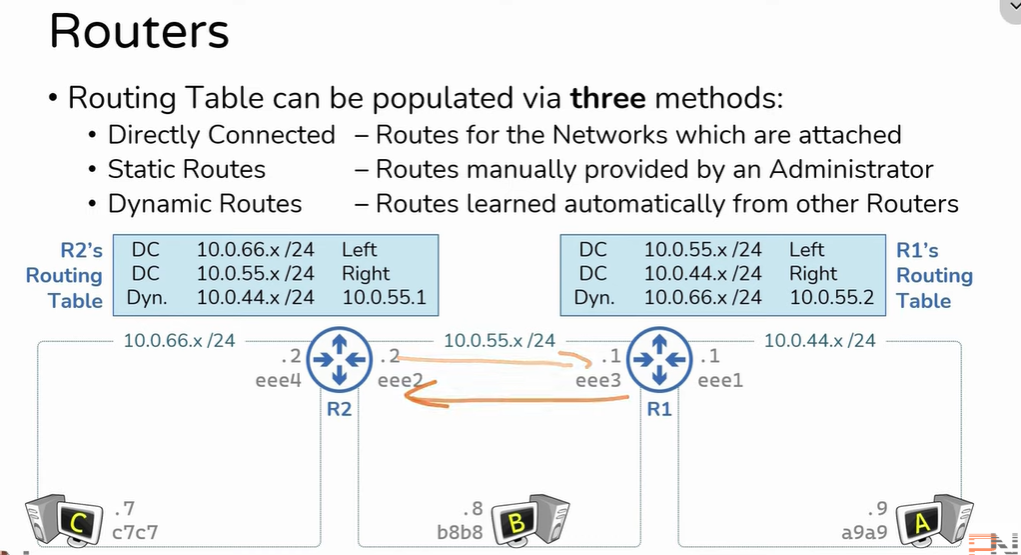 Routers
• Routing Table can be populated via three methods:
• Directly Connected – Routes for the Networks which are attached
• Static Routes – Routes manually provided by an Administrator
• Dynamic Routes – Routes learned automatically from other Routers
R2's Routing Table
DC 10.0.66.x /24 Left
DC 10.0.55.x /24 Right
Dyn. 10.0.44.x /24 10.0.55.1
R1's Routing Table
DC 10.0.55.x /24 Left
DC 10.0.44.x /24 Right
Dyn. 10.0.66.x /24 10.0.55.2
10.0.66.x /24 10.0.55.x /24 10.0.44.x /24
.2 .2 .1 .1
eee4 eee2 eee3 eee1
R2 R1
C .7 .8 B .9 A
c7c7 b8b8 a9a9